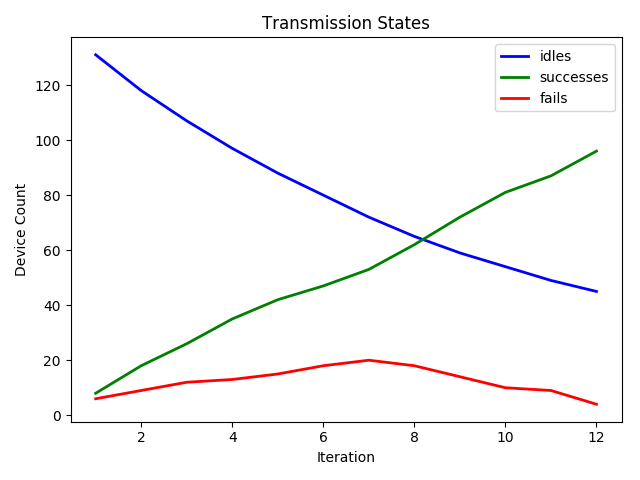 Transmission States
idles
successes
fails
Device Count
120
100
80
60
40
20
0
2 4 6 8 10 12
Iteration